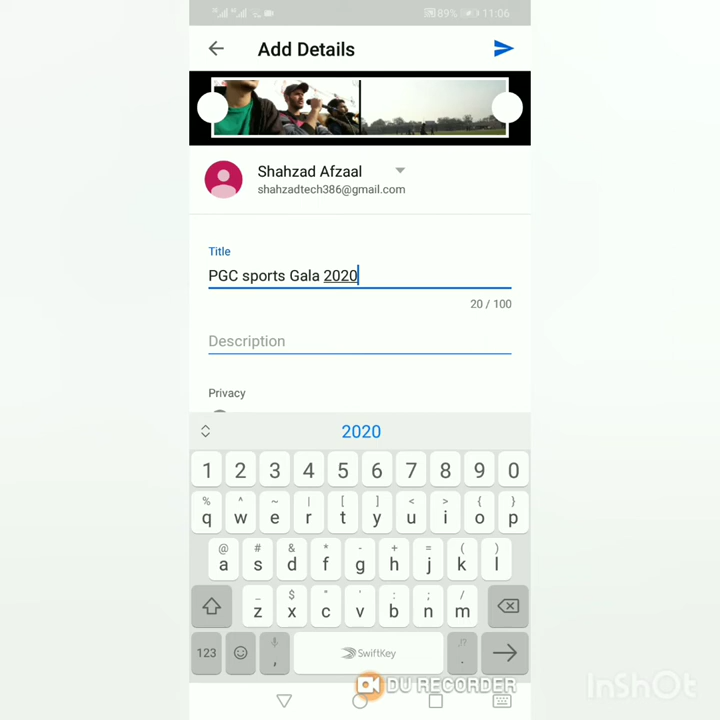 89% 11:06
Add Details
Shahzad Afzaal
shahzadtech386@gmail.com
Title
PGC sports Gala 2020
20 / 100
Description
Privacy
2020
1 2 3 4 5 6 7 8 9 0
% ^ ~ | [ ] < > { }
q w e r t y u i o p
@ # & * - + = ( )
a s d f g h j k l
_ $ " ' : ; /
z x c v b n m
!?
123 , SwiftKey .
DU RECORDER
InShOt